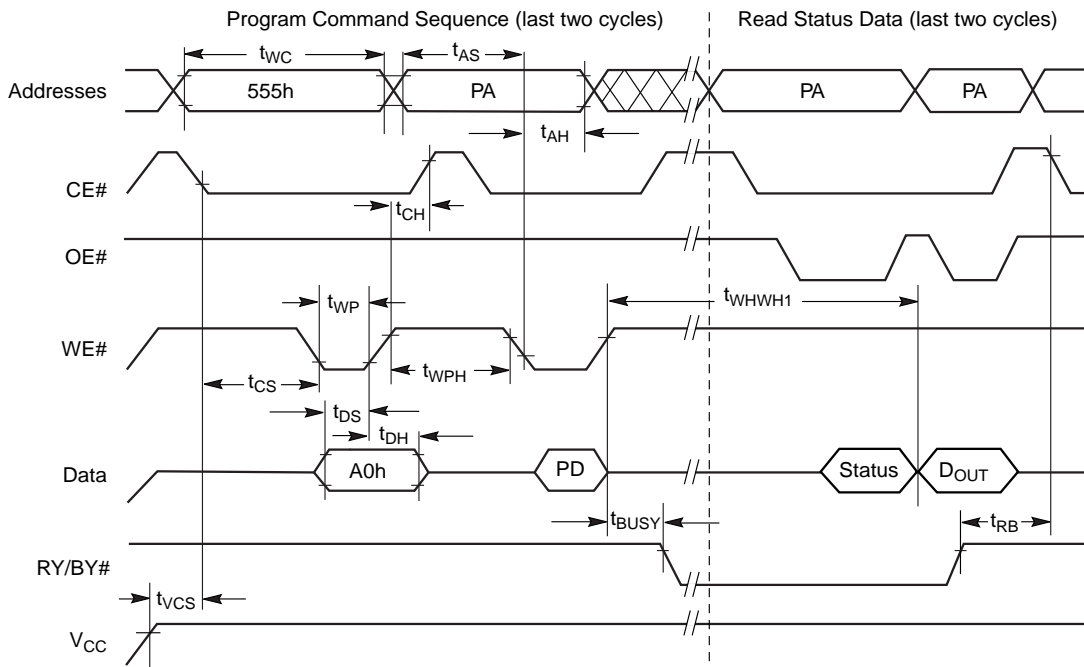 Program Command Sequence (last two cycles) Read Status Data (last two cycles)
tWC tAS
Addresses 555h PA PA PA
tAH
CE#
tCH
OE#
tWP tWHWH1
WE#
tCS tWPH
tDS
tDH
Data A0h PD Status DOUT
tBUSY tRB
RY/BY#
tVCS
VCC